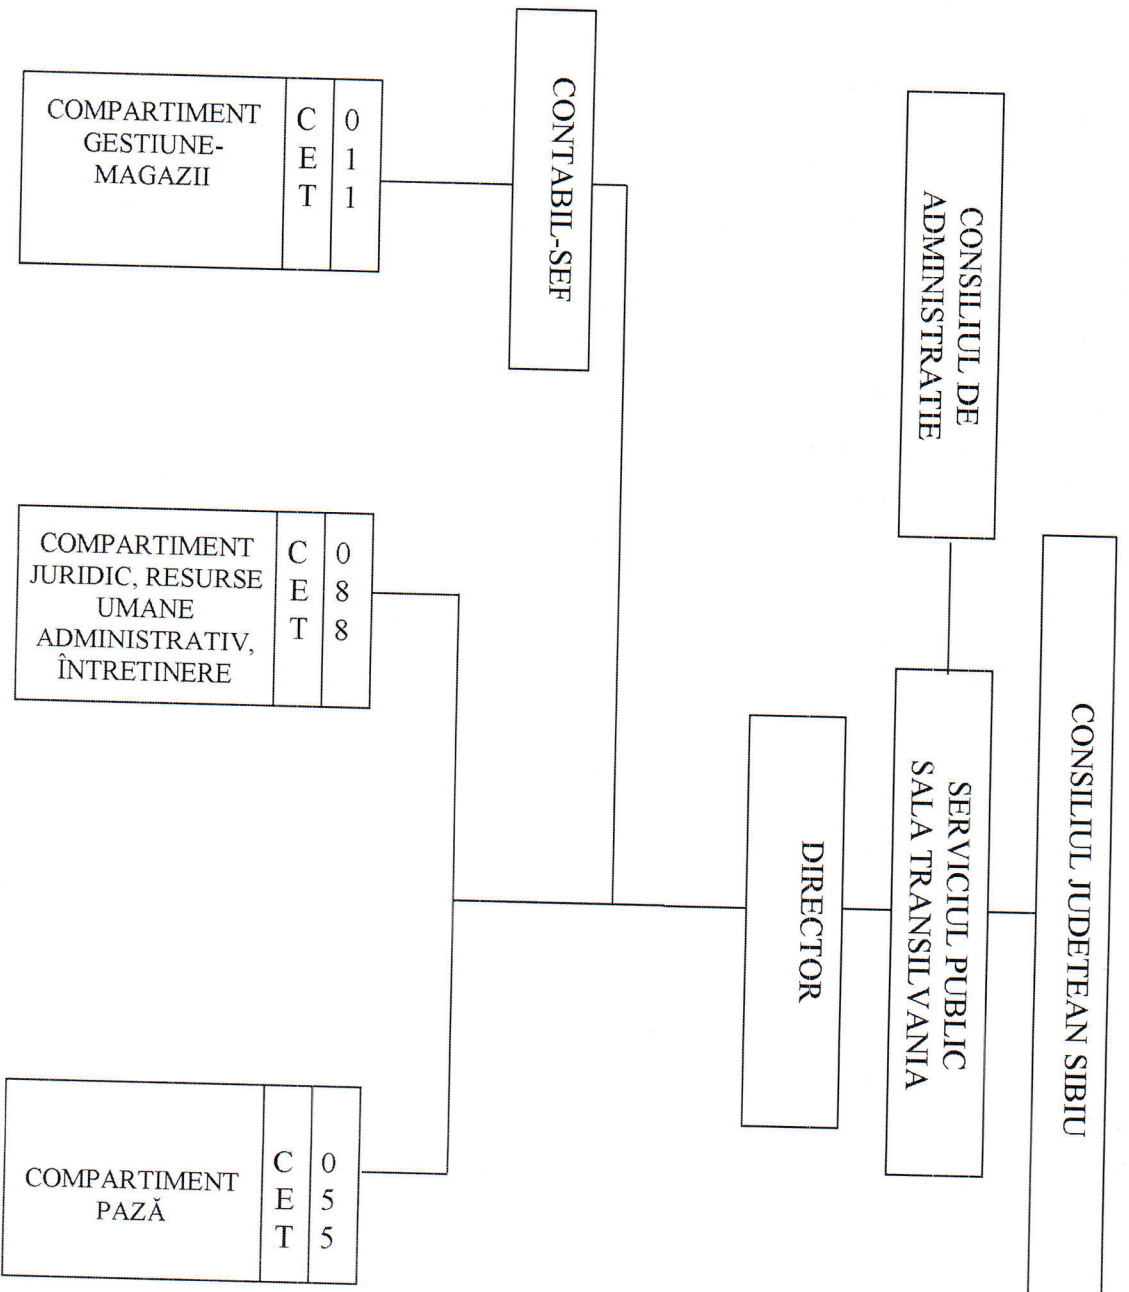 CONSILIUL JUDETEAN SIBIU
CONSILIUL DE
ADMINISTRATIE
SERVICIUL PUBLIC
SALA TRANSILVANIA
DIRECTOR
CONTABIL-SEF
COMPARTIMENT
GESTIUNE-
MAGAZII
C 0
E 1
T 1
COMPARTIMENT
JURIDIC, RESURSE
UMANE
ADMINISTRATIV,
ÎNTRETINERE
C 0
E 8
T 8
COMPARTIMENT
PAZĂ
C 0
E 5
T 5